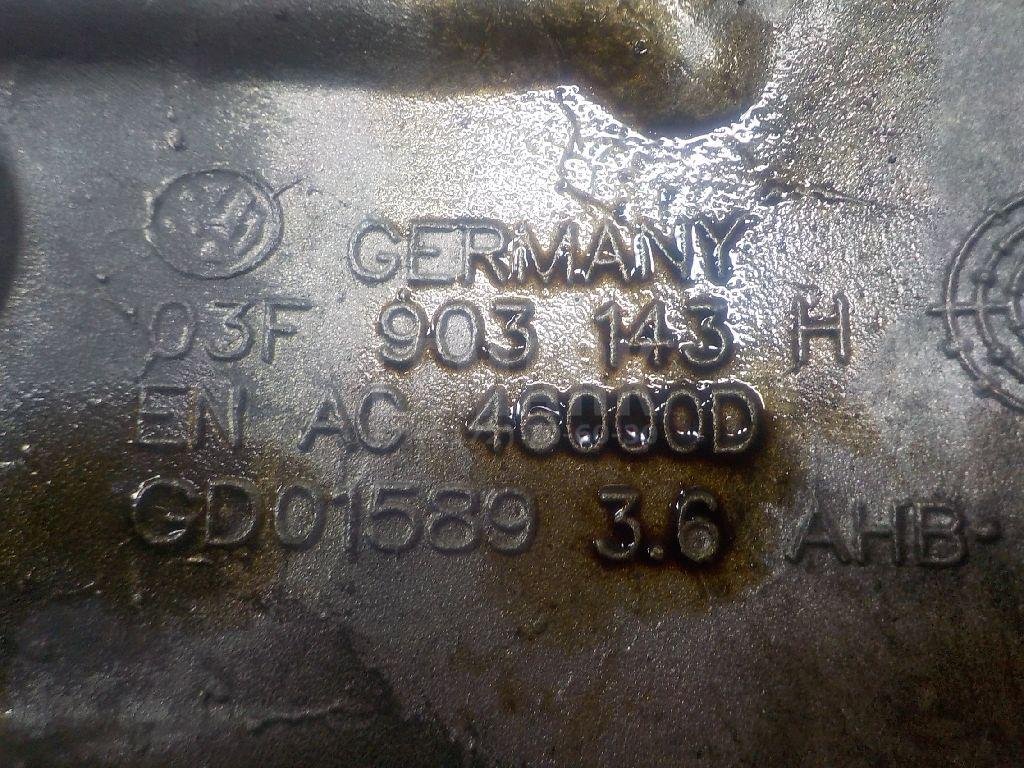 GERMANY
03F 903 143 H
EN AC 46000D
GD01589 3.6 AHB-